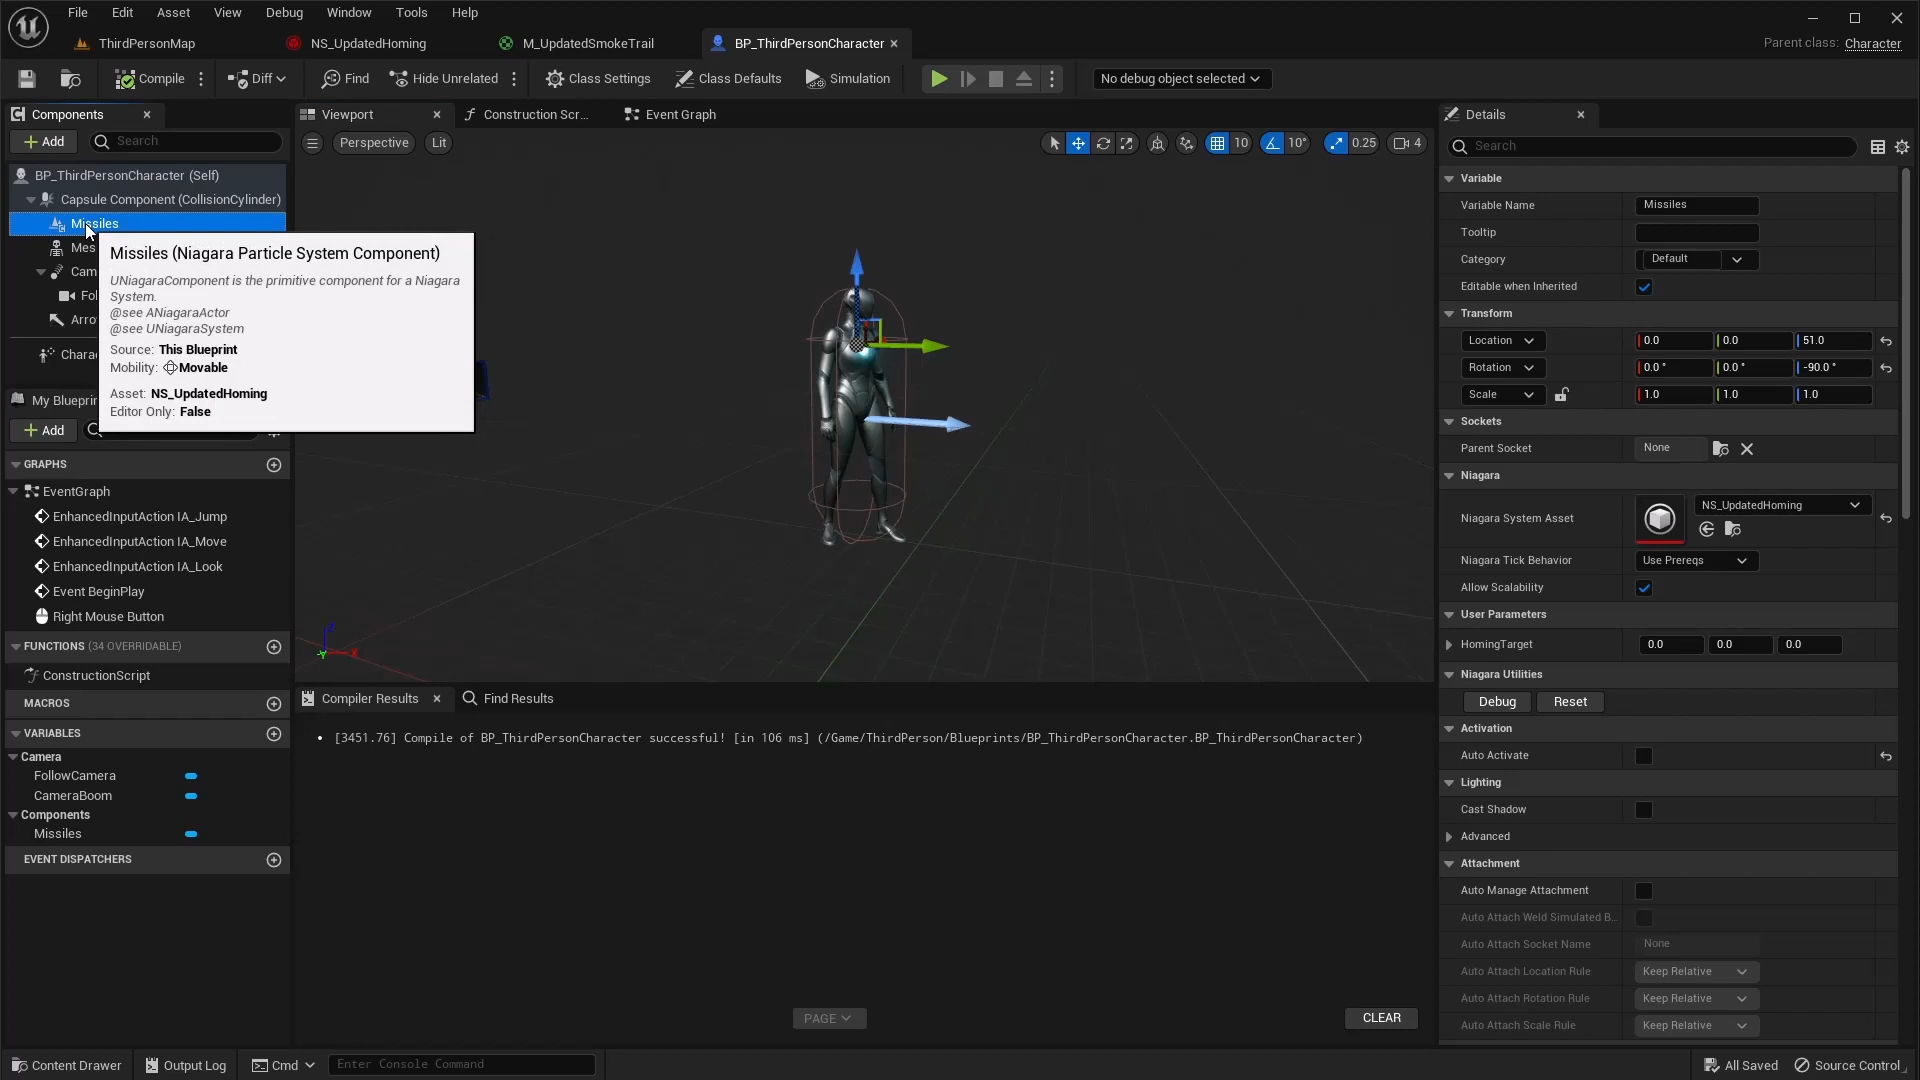 File Edit Asset View Debug Window Tools Help
ThirdPersonMap NS_UpdatedHoming M_UpdatedSmokeTrail BP_ThirdPersonCharacter
Parent class: Character
Compile Diff Find Hide Unrelated Class Settings Class Defaults Simulation No debug object selected
Components
Add Search
BP_ThirdPersonCharacter (Self)
Capsule Component (CollisionCylinder)
Missiles
Mes
Cam
Fol
Arro
Charac
Missiles (Niagara Particle System Component)
UNiagaraComponent is the primitive component for a Niagara
System.
@see ANiagaraActor
@see UNiagaraSystem
Source: This Blueprint
Mobility: Movable
Asset: NS_UpdatedHoming
Editor Only: False
My Blueprin
Add
GRAPHS
EventGraph
EnhancedInputAction IA_Jump
EnhancedInputAction IA_Move
EnhancedInputAction IA_Look
Event BeginPlay
Right Mouse Button
FUNCTIONS (34 OVERRIDABLE)
ConstructionScript
MACROS
VARIABLES
Camera
FollowCamera
CameraBoom
Components
Missiles
EVENT DISPATCHERS
Viewport Construction Scr... Event Graph
Perspective Lit 10 10° 0.25 4
Z
X
Y
Compiler Results Find Results
• [3451.76] Compile of BP_ThirdPersonCharacter successful! [in 106 ms] (/Game/ThirdPerson/Blueprints/BP_ThirdPersonCharacter.BP_ThirdPersonCharacter)
PAGE CLEAR
Details
Search
Variable
Variable Name Missiles
Tooltip
Category Default
Editable when Inherited
Transform
Location 0.0 0.0 51.0
Rotation 0.0 ° 0.0 ° -90.0 °
Scale 1.0 1.0 1.0
Sockets
Parent Socket None
Niagara
Niagara System Asset NS_UpdatedHoming
Niagara Tick Behavior Use Prereqs
Allow Scalability
User Parameters
HomingTarget 0.0 0.0 0.0
Niagara Utilities
Debug Reset
Activation
Auto Activate
Lighting
Cast Shadow
Advanced
Attachment
Auto Manage Attachment
Auto Attach Weld Simulated B...
Auto Attach Socket Name None
Auto Attach Location Rule Keep Relative
Auto Attach Rotation Rule Keep Relative
Auto Attach Scale Rule Keep Relative
Content Drawer Output Log Cmd Enter Console Command All Saved Source Control